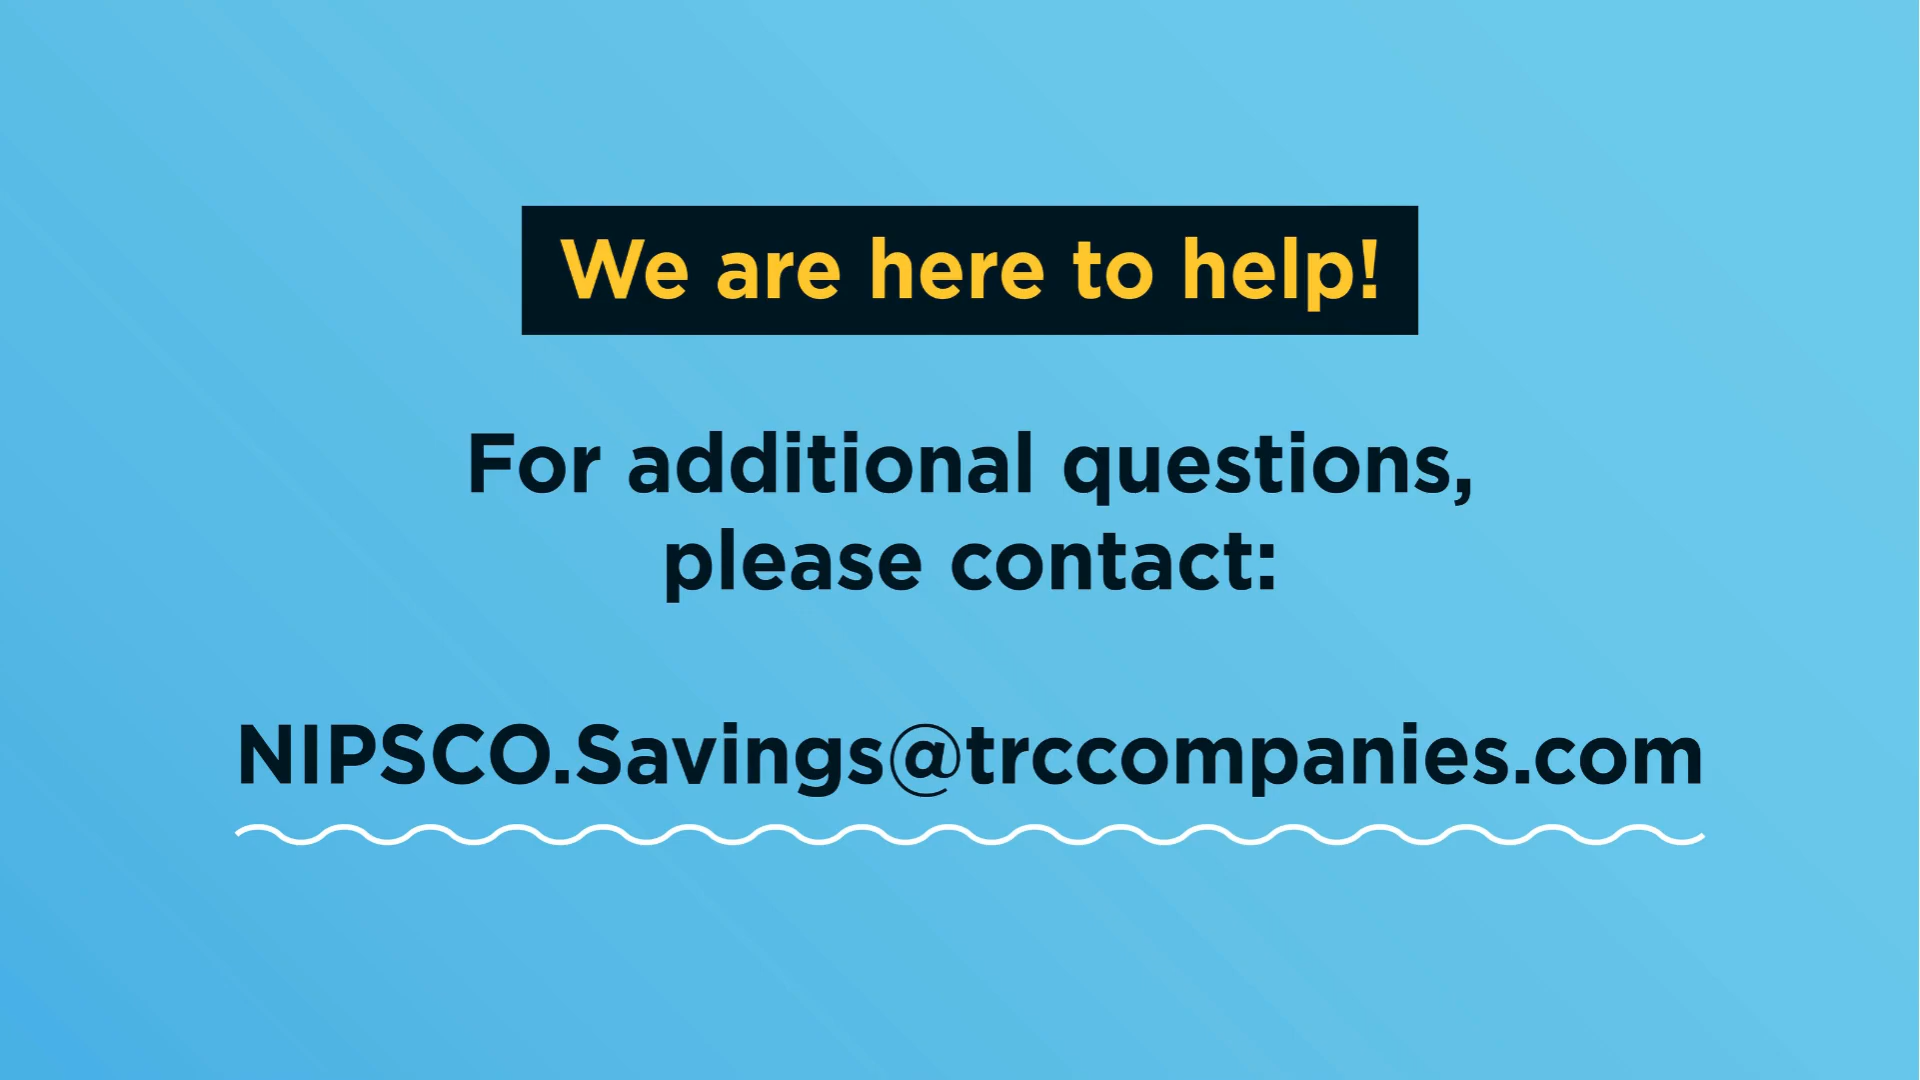 We are here to help!
For additional questions,
please contact:
NIPSCO.Savings@trccompanies.com